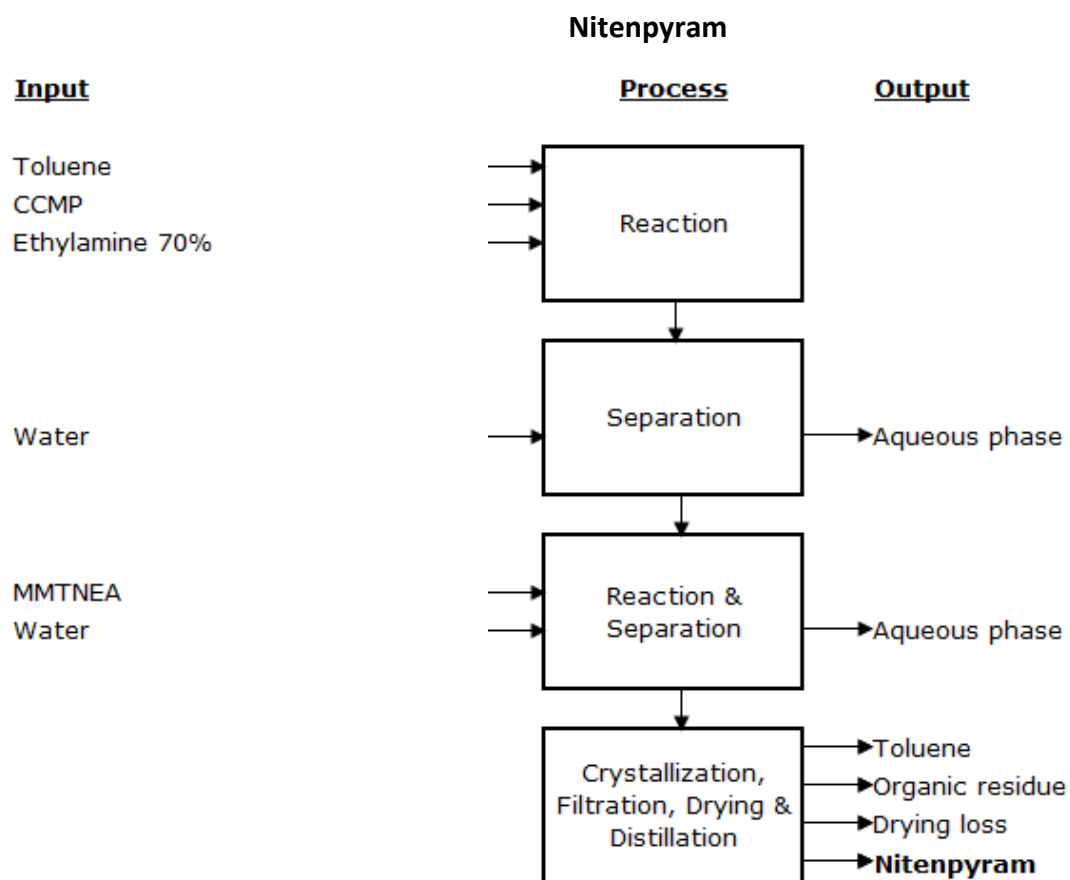 Nitenpyram
Input
Process
Output
Toluene
CCMP
Ethylamine 70%
Reaction
Water
Separation
Aqueous phase
MMTNEA
Water
Reaction &
Separation
Aqueous phase
Crystallization,
Filtration, Drying &
Distillation
Toluene
Organic residue
Drying loss
Nitenpyram